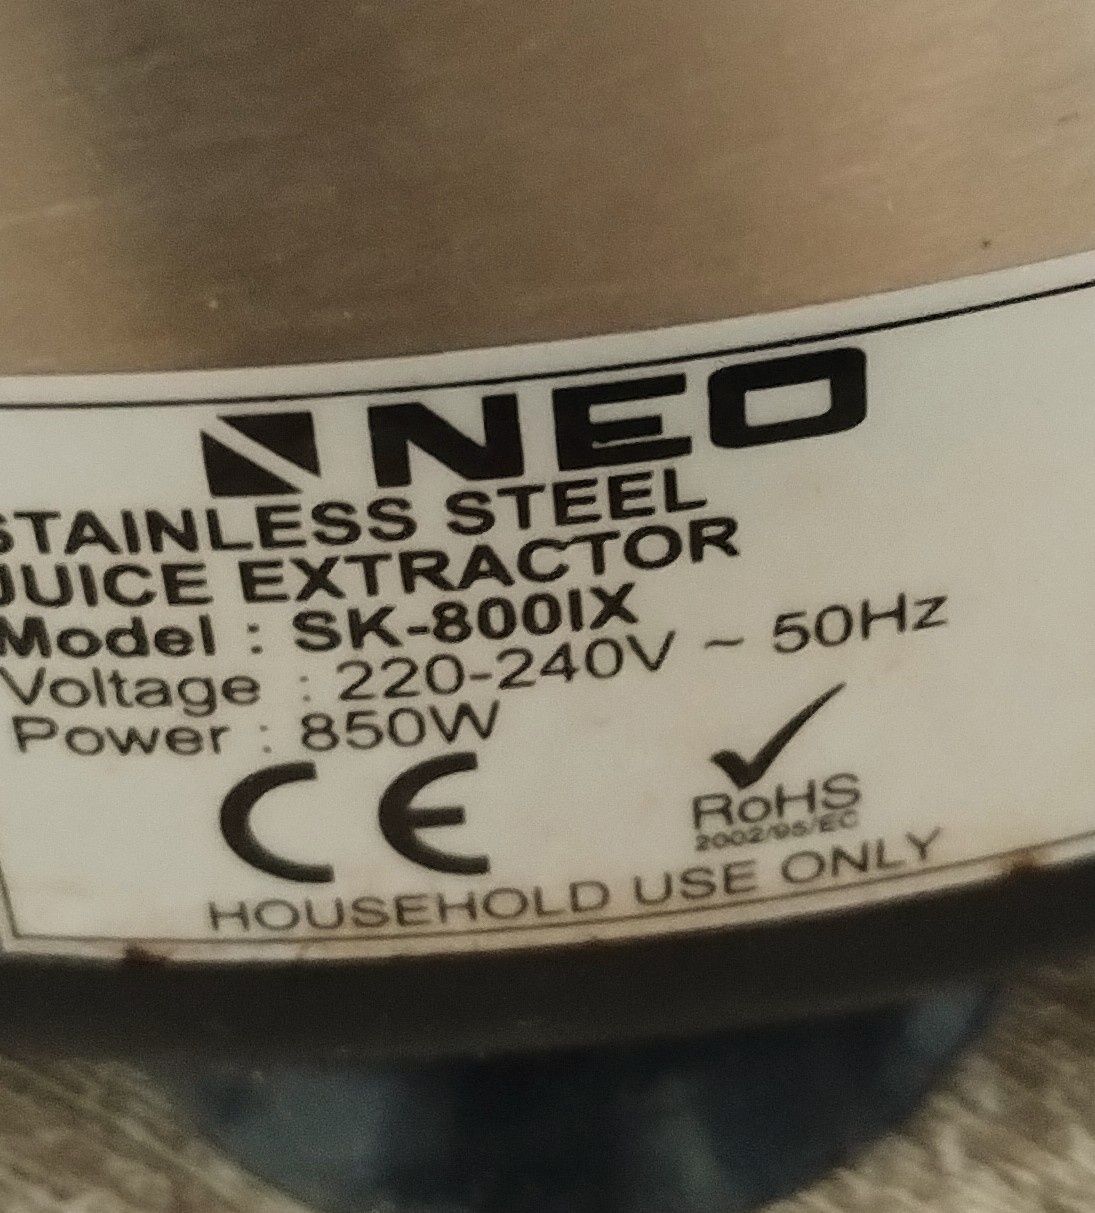 NEO
STAINLESS STEEL
JUICE EXTRACTOR
Model : SK-800IX
Voltage : 220-240V ~ 50Hz
Power : 850W
CE
RoHS
2002/95/EC
HOUSEHOLD USE ONLY